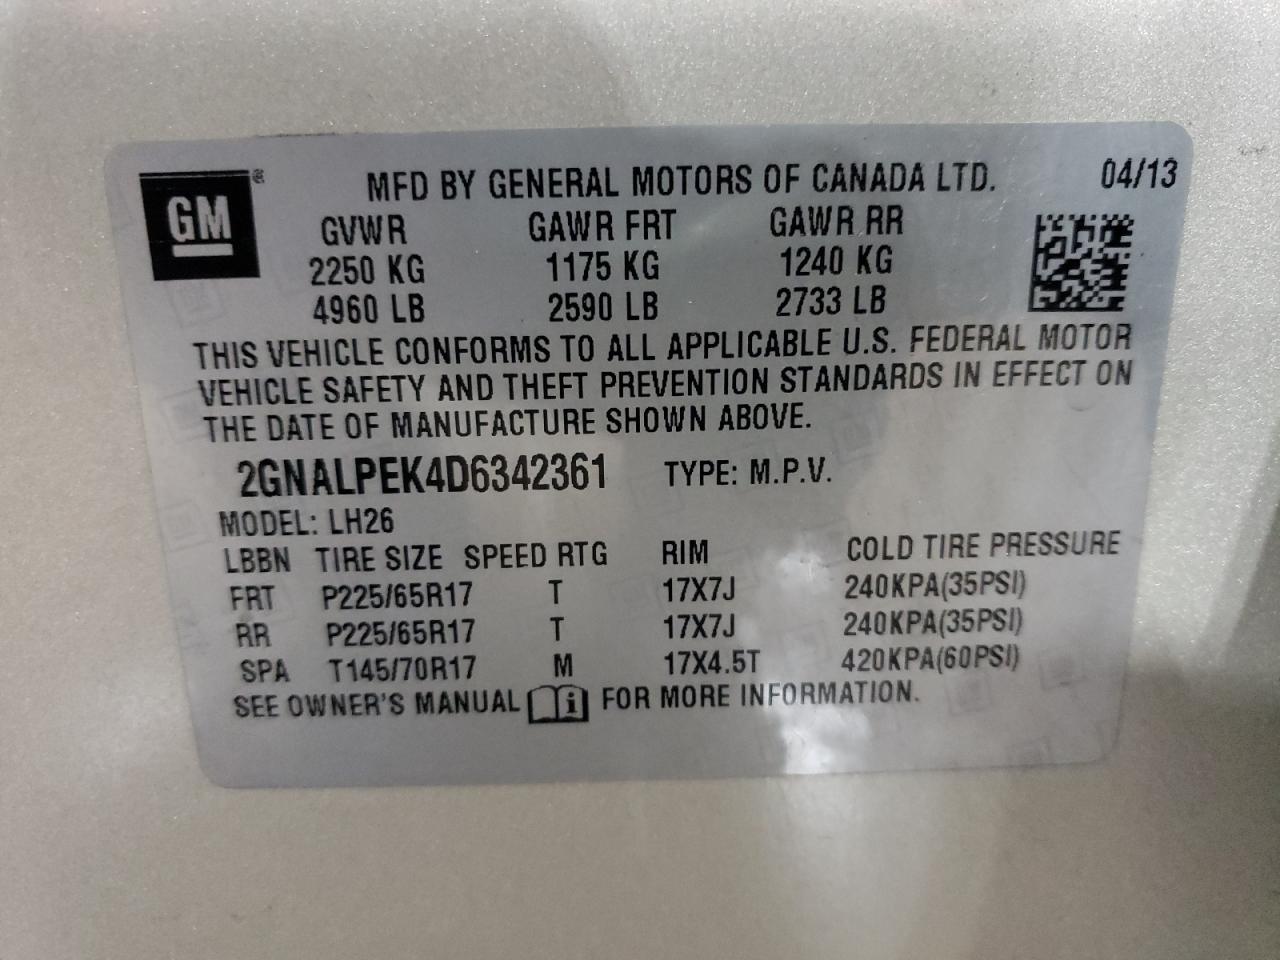 GM ®
MFD BY GENERAL MOTORS OF CANADA LTD. 04/13
GVWR GAWR FRT GAWR RR
2250 KG 1175 KG 1240 KG
4960 LB 2590 LB 2733 LB
THIS VEHICLE CONFORMS TO ALL APPLICABLE U.S. FEDERAL MOTOR
VEHICLE SAFETY AND THEFT PREVENTION STANDARDS IN EFFECT ON
THE DATE OF MANUFACTURE SHOWN ABOVE.
2GNALPEK4D6342361 TYPE: M.P.V.
MODEL: LH26
LBBN TIRE SIZE SPEED RTG RIM COLD TIRE PRESSURE
FRT P225/65R17 T 17X7J 240KPA(35PSI)
RR P225/65R17 T 17X7J 240KPA(35PSI)
SPA T145/70R17 M 17X4.5T 420KPA(60PSI)
SEE OWNER'S MANUAL i FOR MORE INFORMATION.